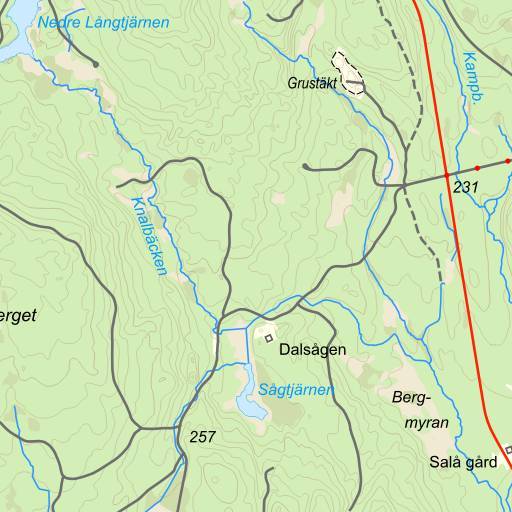 Nedre Långtjärnen
Kampb.
Grustäkt
231
Knalbäcken
erget
Dalsågen
Sågtjärnen
Berg-
myran
257
Salå gård